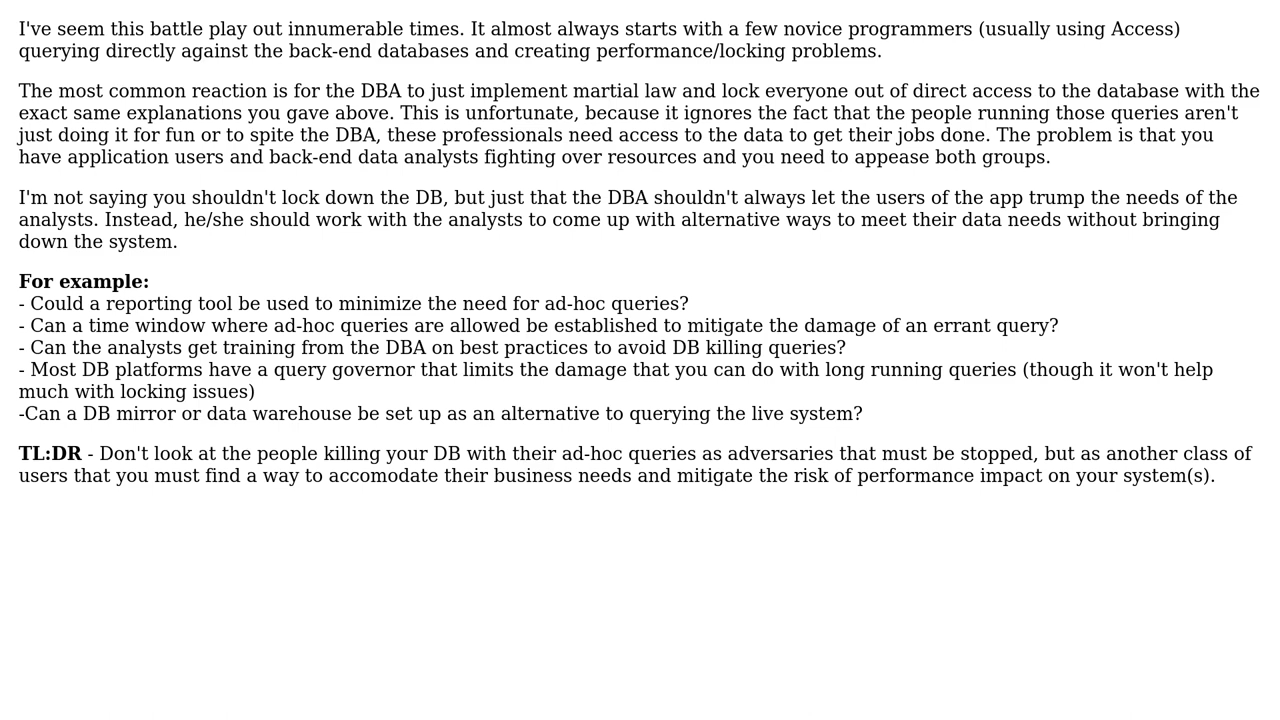 I've seem this battle play out innumerable times. It almost always starts with a few novice programmers (usually using Access)
querying directly against the back-end databases and creating performance/locking problems.
The most common reaction is for the DBA to just implement martial law and lock everyone out of direct access to the database with the
exact same explanations you gave above. This is unfortunate, because it ignores the fact that the people running those queries aren't
just doing it for fun or to spite the DBA, these professionals need access to the data to get their jobs done. The problem is that you
have application users and back-end data analysts fighting over resources and you need to appease both groups.
I'm not saying you shouldn't lock down the DB, but just that the DBA shouldn't always let the users of the app trump the needs of the
analysts. Instead, he/she should work with the analysts to come up with alternative ways to meet their data needs without bringing
down the system.
For example:
- Could a reporting tool be used to minimize the need for ad-hoc queries?
- Can a time window where ad-hoc queries are allowed be established to mitigate the damage of an errant query?
- Can the analysts get training from the DBA on best practices to avoid DB killing queries?
- Most DB platforms have a query governor that limits the damage that you can do with long running queries (though it won't help
much with locking issues)
-Can a DB mirror or data warehouse be set up as an alternative to querying the live system?
TL:DR - Don't look at the people killing your DB with their ad-hoc queries as adversaries that must be stopped, but as another class of
users that you must find a way to accomodate their business needs and mitigate the risk of performance impact on your system(s).